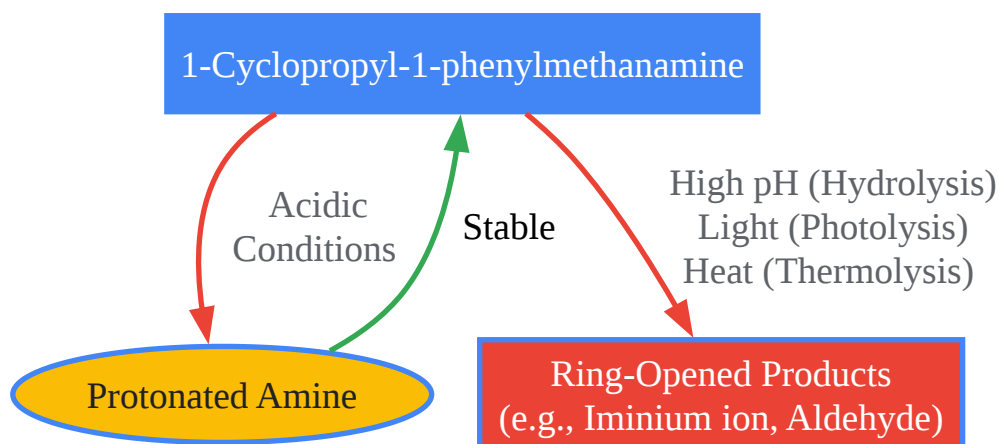 1-Cyclopropyl-1-phenylmethanamine
Acidic
Conditions
Stable
High pH (Hydrolysis)
Light (Photolysis)
Heat (Thermolysis)
Protonated Amine
Ring-Opened Products
(e.g., Iminium ion, Aldehyde)